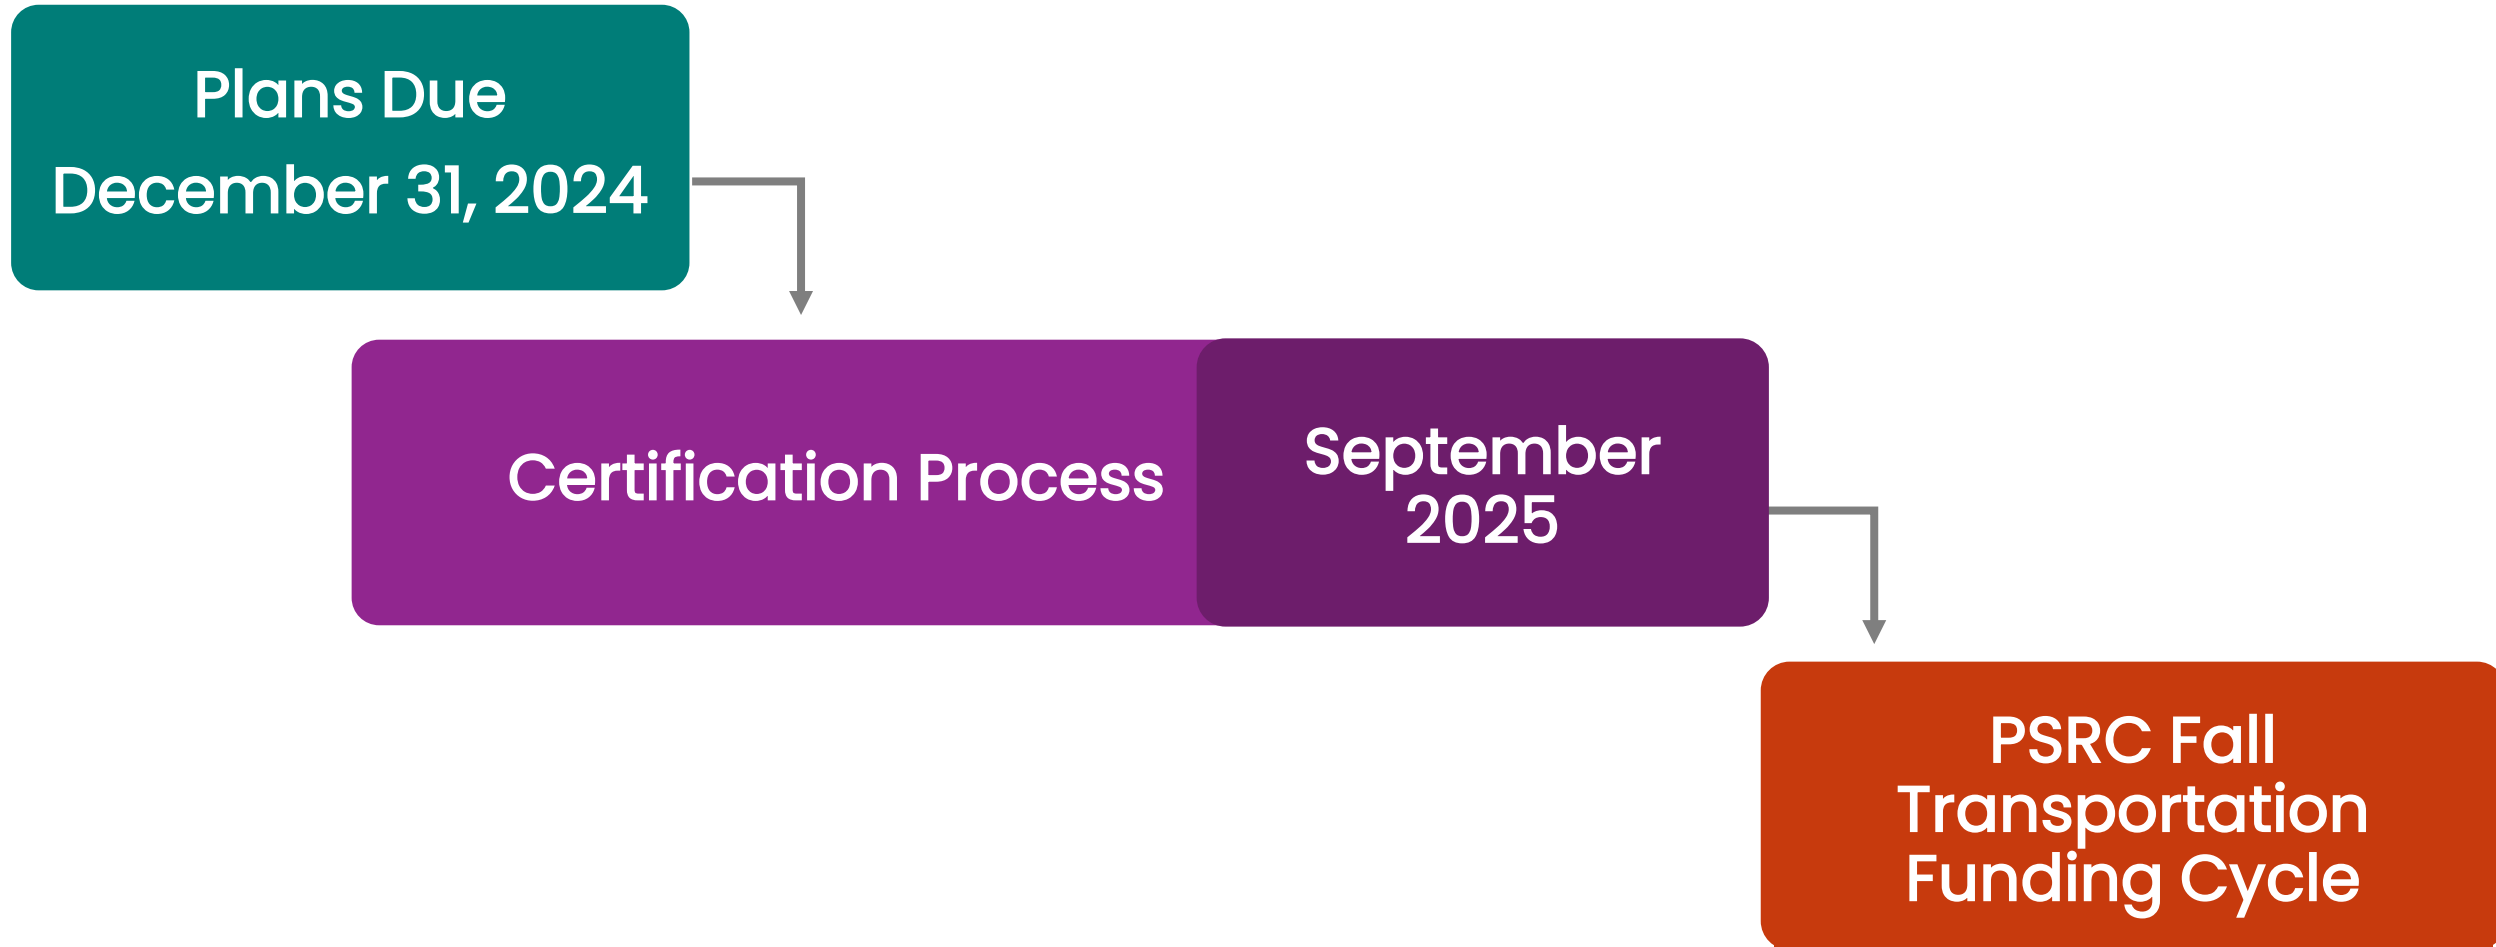 Plans Due
December 31, 2024
Certification Process
September
2025
PSRC Fall
Transportation
Funding Cycle